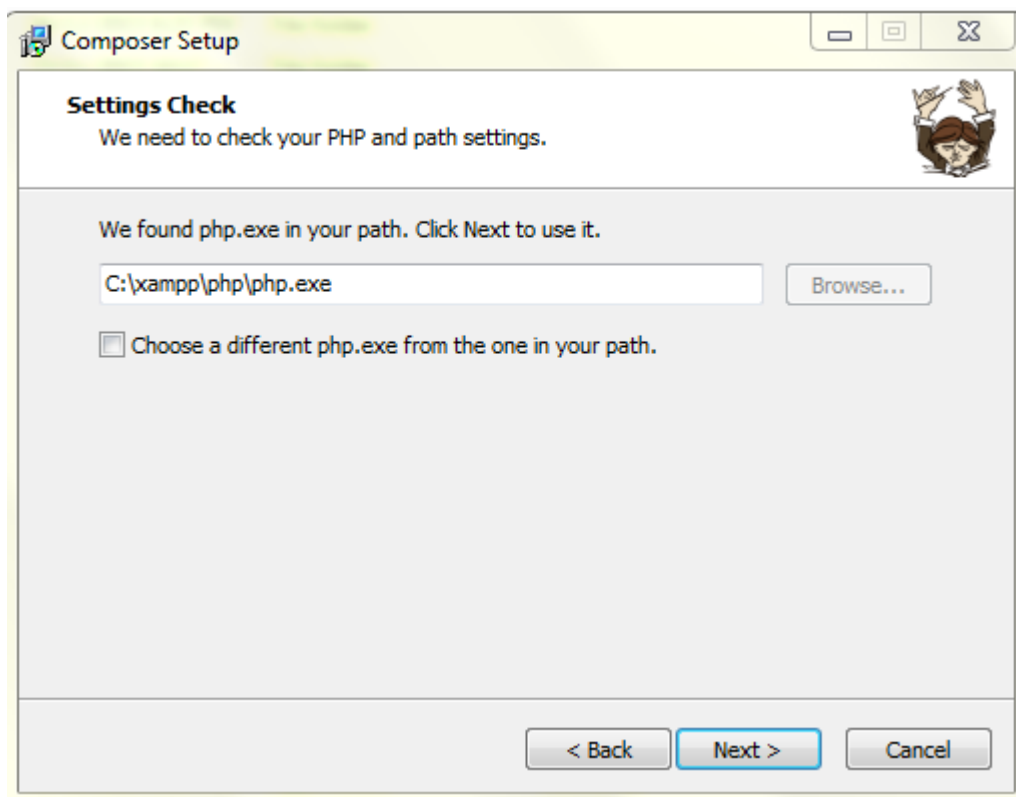 Composer Setup
Settings Check
We need to check your PHP and path settings.
We found php.exe in your path. Click Next to use it.
C:\xampp\php\php.exe
Browse...
Choose a different php.exe from the one in your path.
< Back
Next >
Cancel